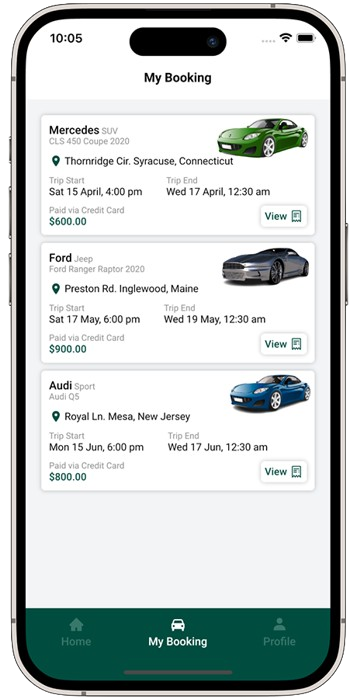 10:05
My Booking
Mercedes SUV
CLS 450 Coupe 2020
Thornridge Cir. Syracuse, Connecticut
Trip Start Trip End
Sat 15 April, 4:00 pm Wed 17 April, 12:30 am
Paid via Credit Card
$600.00 View
Ford Jeep
Ford Ranger Raptor 2020
Preston Rd. Inglewood, Maine
Trip Start Trip End
Sat 17 May, 6:00 pm Wed 19 May, 12:30 am
Paid via Credit Card
$900.00 View
Audi Sport
Audi Q5
Royal Ln. Mesa, New Jersey
Trip Start Trip End
Mon 15 Jun, 6:00 pm Wed 17 Jun, 12:30 am
Paid via Credit Card
$800.00 View
Home My Booking Profile